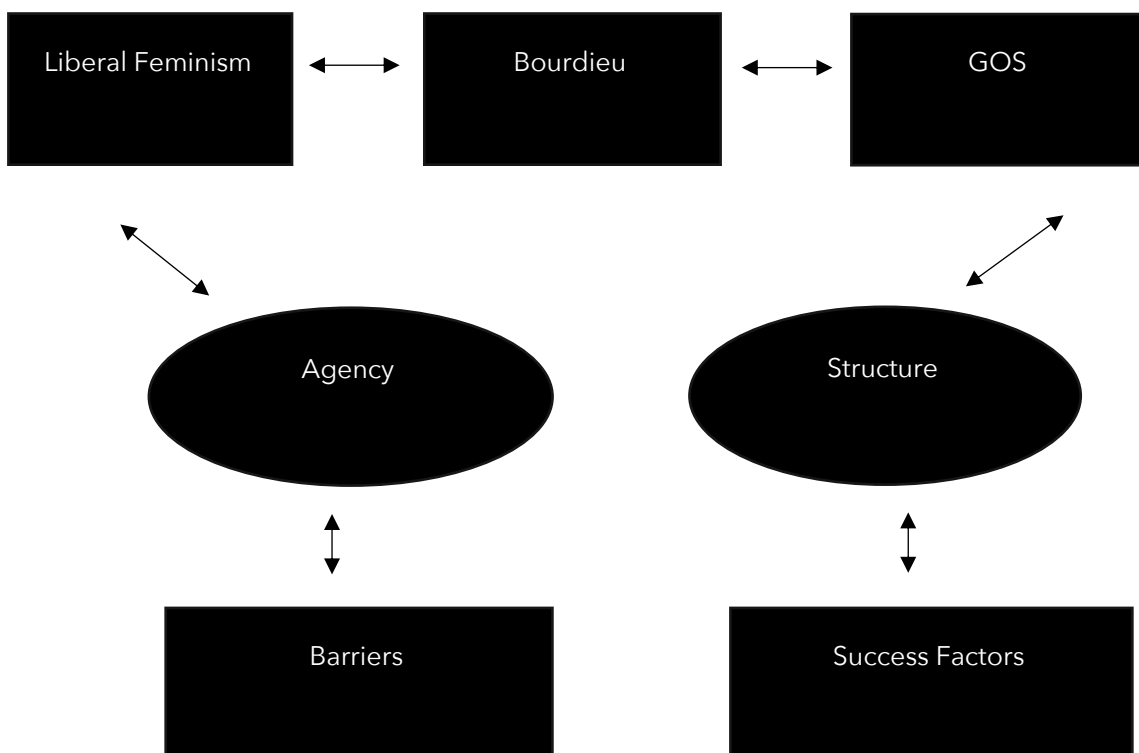 Liberal Feminism
Bourdieu
GOS
Agency
Structure
Barriers
Success Factors